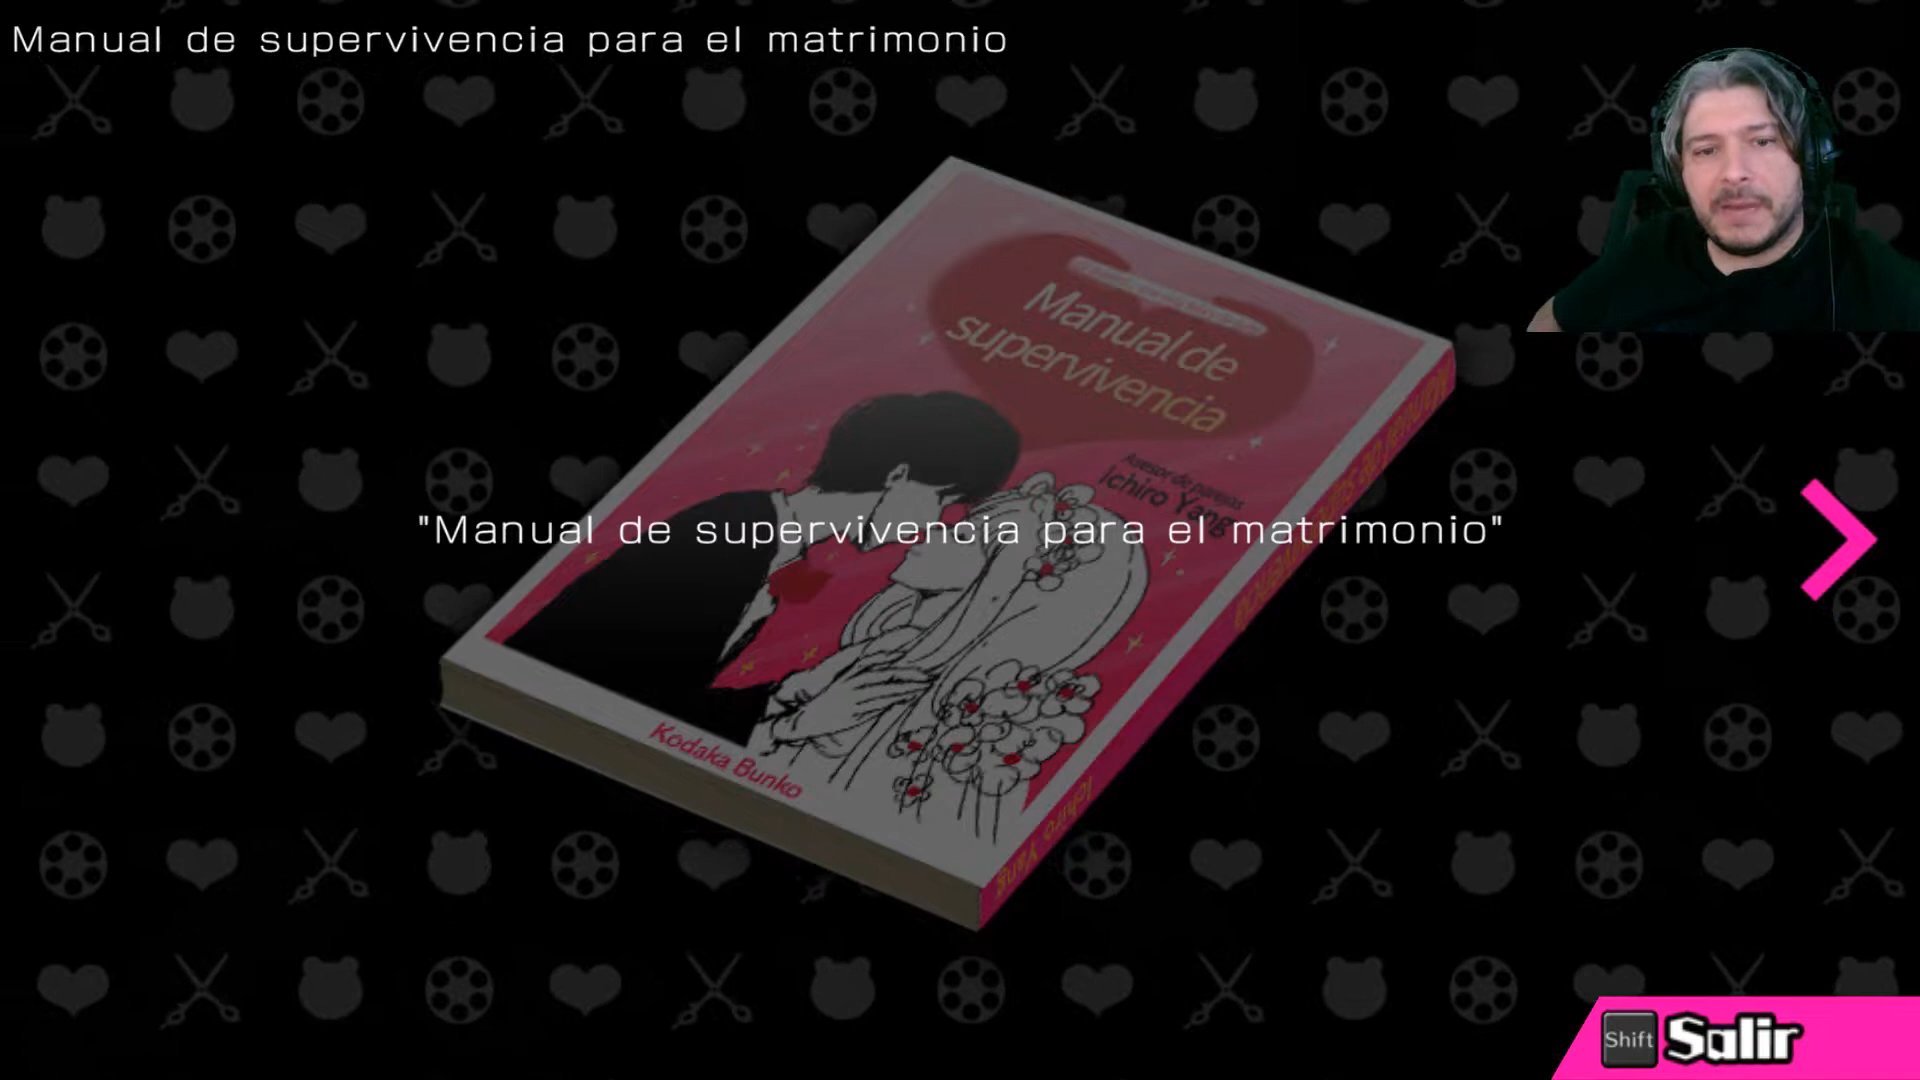 Manual de supervivencia para el matrimonio
Manual de
supervivencia
Asesor de parejas
Ichiro Yang
"Manual de supervivencia para el matrimonio"
Kodaka Bunko
Ichiro Yang
Shift Salir